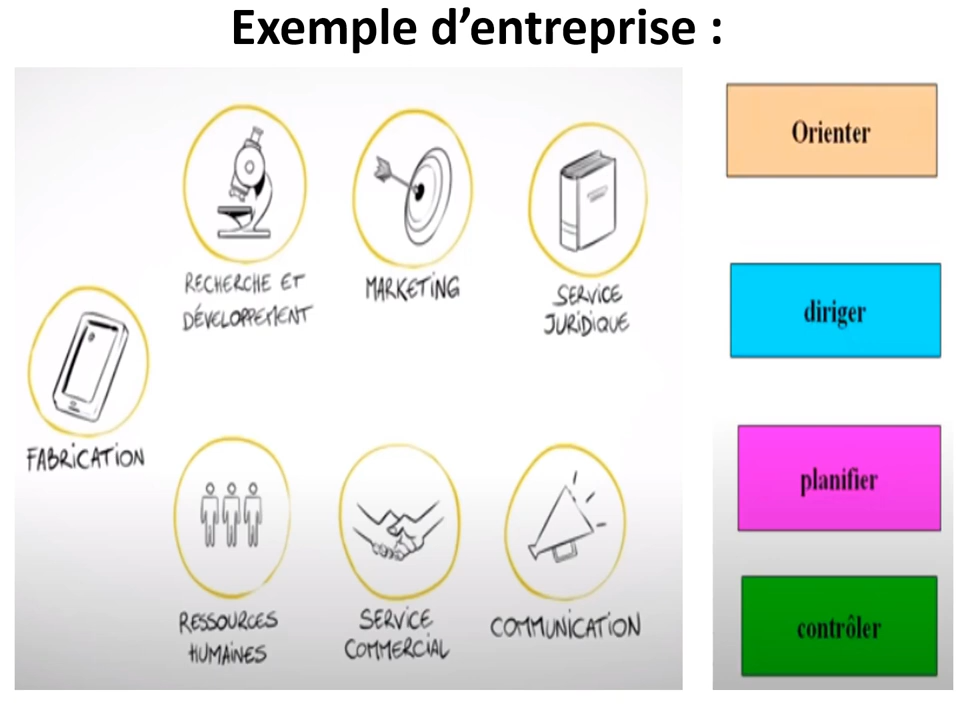 Exemple d’entreprise :
RECHERCHE ET
DÉVELOPPEMENT
MARKETING
SERVICE
JURIDIQUE
FABRICATION
RESSOURCES
HUMAINES
SERVICE
COMMERCIAL
COMMUNICATION
Orienter
diriger
planifier
contrôler